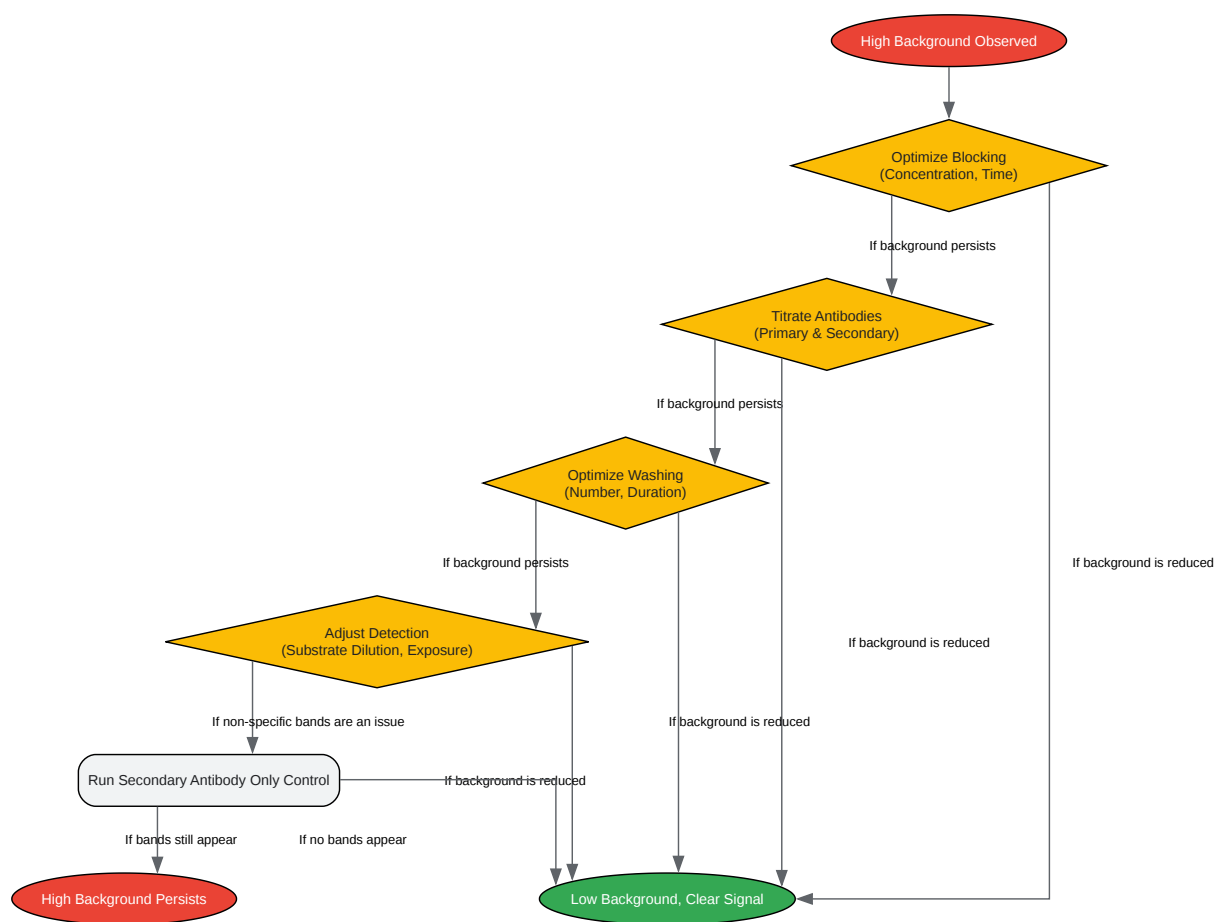 High Background Observed
Optimize Blocking
(Concentration, Time)
If background persists
Titrate Antibodies
(Primary & Secondary)
If background persists
Optimize Washing
(Number, Duration)
If background persists
If background is reduced
Adjust Detection
(Substrate Dilution, Exposure)
If background is reduced
If non-specific bands are an issue
If background is reduced
Run Secondary Antibody Only Control
If background is reduced
If bands still appear
If no bands appear
High Background Persists
Low Background, Clear Signal